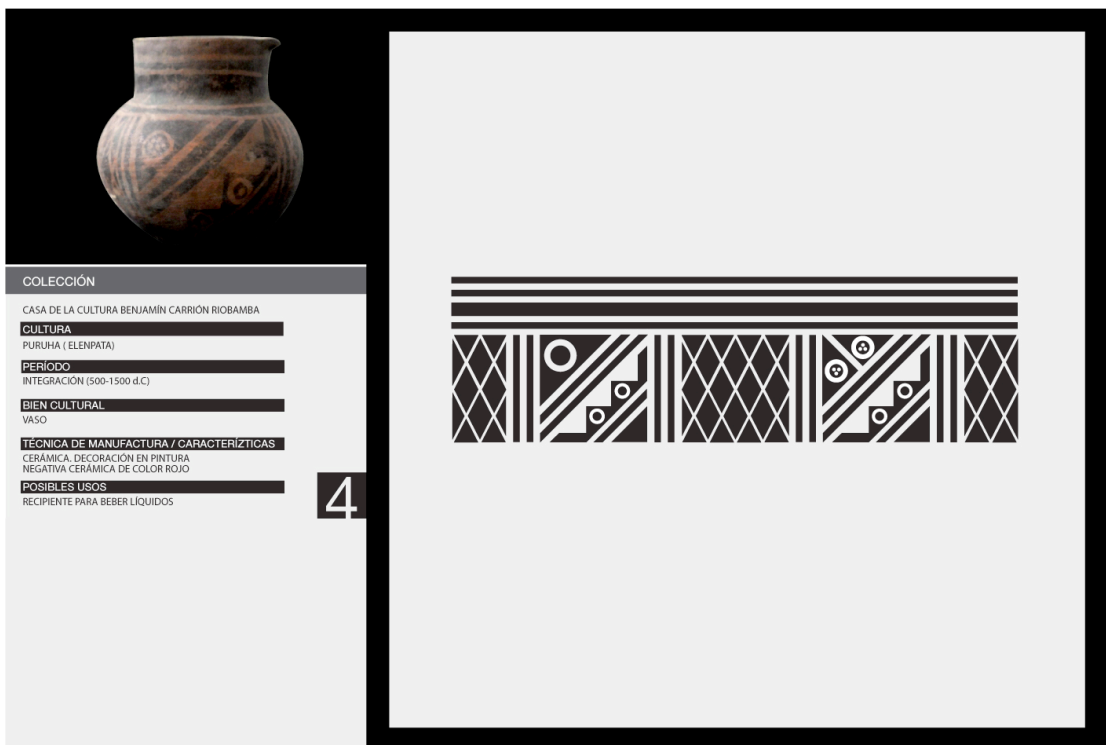 COLECCIÓN
CASA DE LA CULTURA BENJAMÍN CARRIÓN RIOBAMBA
CULTURA
PURUHA ( ELENPATA)
PERÍODO
INTEGRACIÓN (500-1500 d.C)
BIEN CULTURAL
VASO
TÉCNICA DE MANUFACTURA / CARACTERÍZTICAS
CERÁMICA. DECORACIÓN EN PINTURA
NEGATIVA CERÁMICA DE COLOR ROJO
POSIBLES USOS
RECIPIENTE PARA BEBER LÍQUIDOS
4